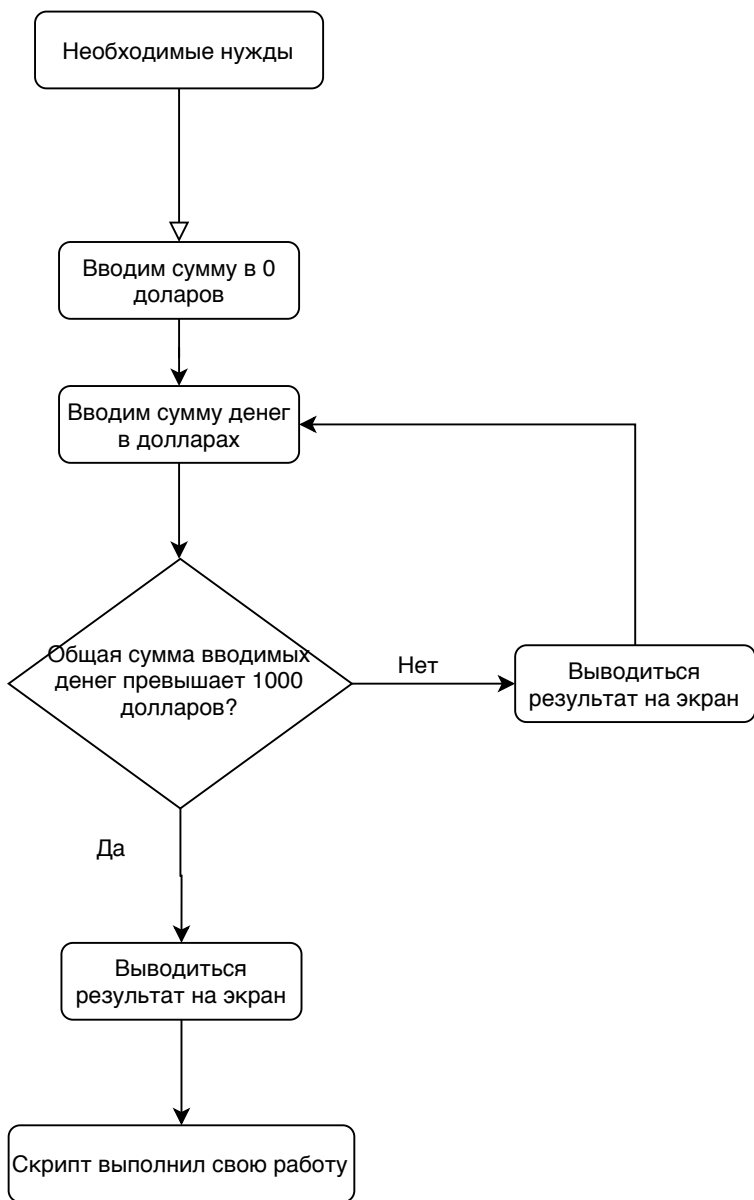 Необходимые нужды
Вводим сумму в 0
доларов
Вводим сумму денег
в долларах
Общая сумма вводимых
денег превышает 1000
долларов?
Нет
Выводиться
результат на экран
Да
Выводиться
результат на экран
Скрипт выполнил свою работу